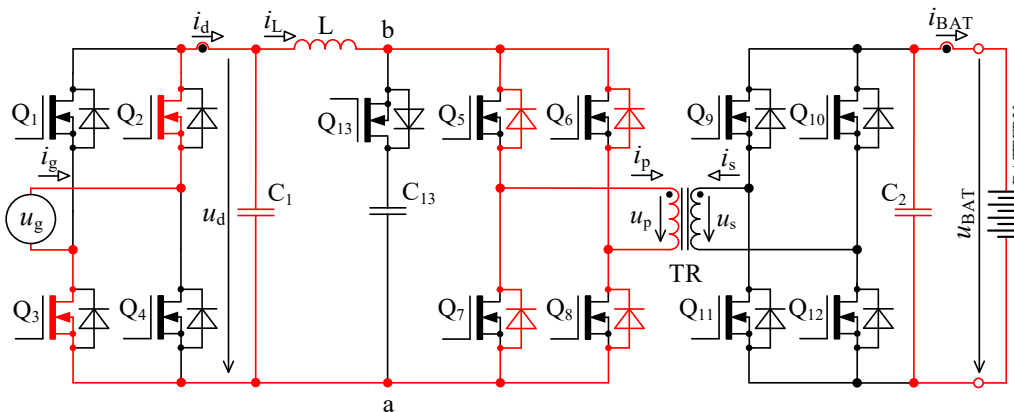 i_d
i_L
L
b
i_BAT
Q_1
Q_2
Q_13
Q_5
Q_6
Q_9
Q_10
i_g
i_p
i_s
u_g
u_d
C_1
C_13
u_p
u_s
C_2
u_BAT
TR
Q_3
Q_4
Q_7
Q_8
Q_11
Q_12
a